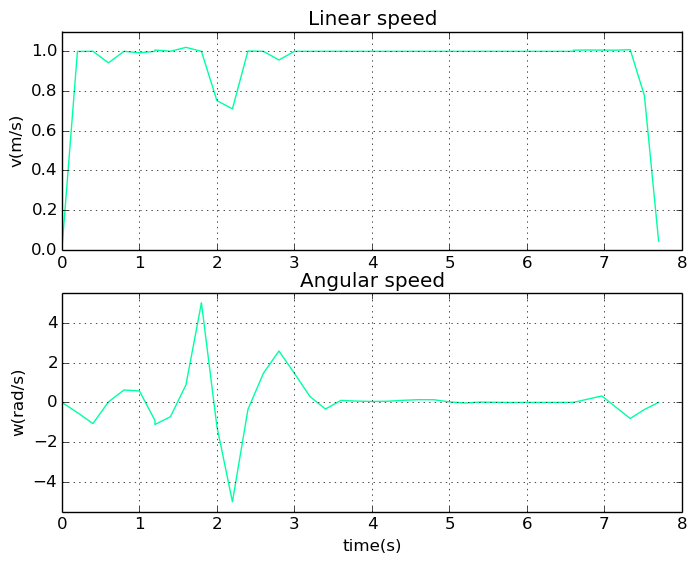 Linear speed
1.0
0.8
0.6
0.4
0.2
0.0
v(m/s)
0 1 2 3 4 5 6 7 8
Angular speed
4
2
0
−2
−4
w(rad/s)
0 1 2 3 4 5 6 7 8
time(s)